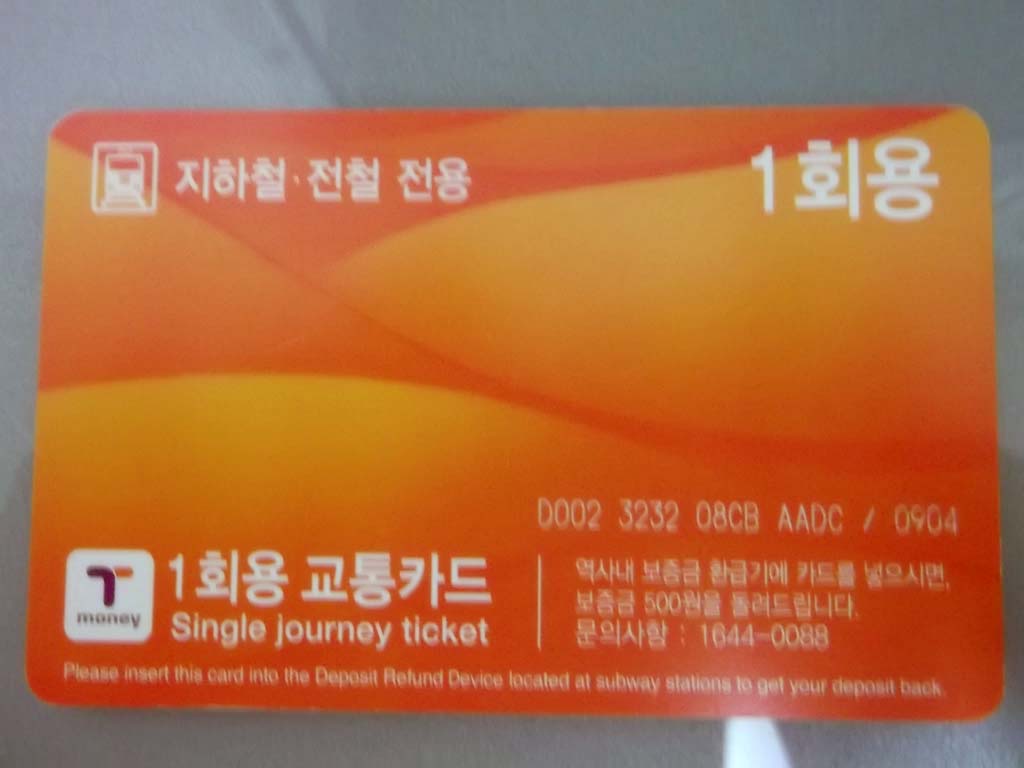 지하철·전철 전용
1회용
D002 3232 08CB AADC / 0904
T
money
1회용 교통카드
Single journey ticket
역사내 보증금 환급기에 카드를 넣으시면,
보증금 500원을 돌려드립니다.
문의사항 : 1644-0088
Please insert this card into the Deposit Refund Device located at subway stations to get your deposit back.